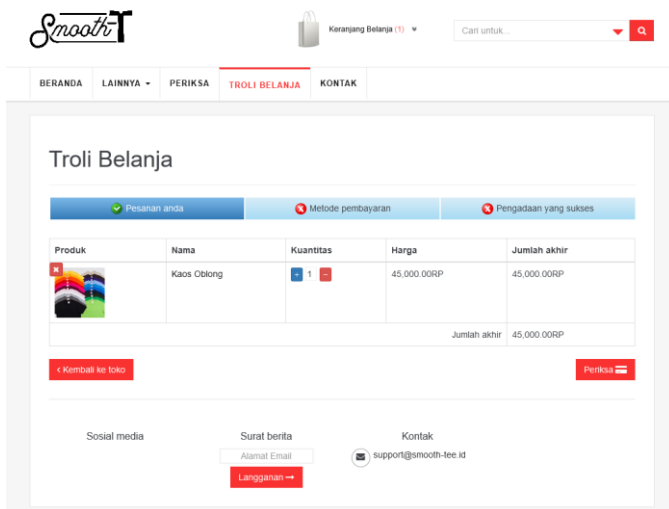 Smooth-T
Keranjang Belanja (1)
Cari untuk...
BERANDA LAINNYA PERIKSA TROLI BELANJA KONTAK
Troli Belanja
Pesanan anda Metode pembayaran Pengadaan yang sukses
Produk Nama Kuantitas Harga Jumlah akhir
Kaos Oblong + 1 - 45,000.00RP 45,000.00RP
Jumlah akhir 45,000.00RP
‹ Kembali ke toko Periksa
Sosial media Surat berita Kontak
Alamat Email support@smooth-tee.id
Langganan →